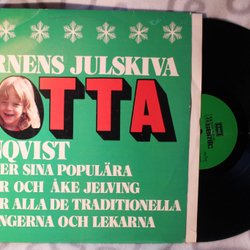 RNENS JULSKIVA
OTTA
NQVIST
ER SINA POPULÄRA
R OCH ÅKE JELVING
R ALLA DE TRADITIONELLA
NGERNA OCH LEKARNA